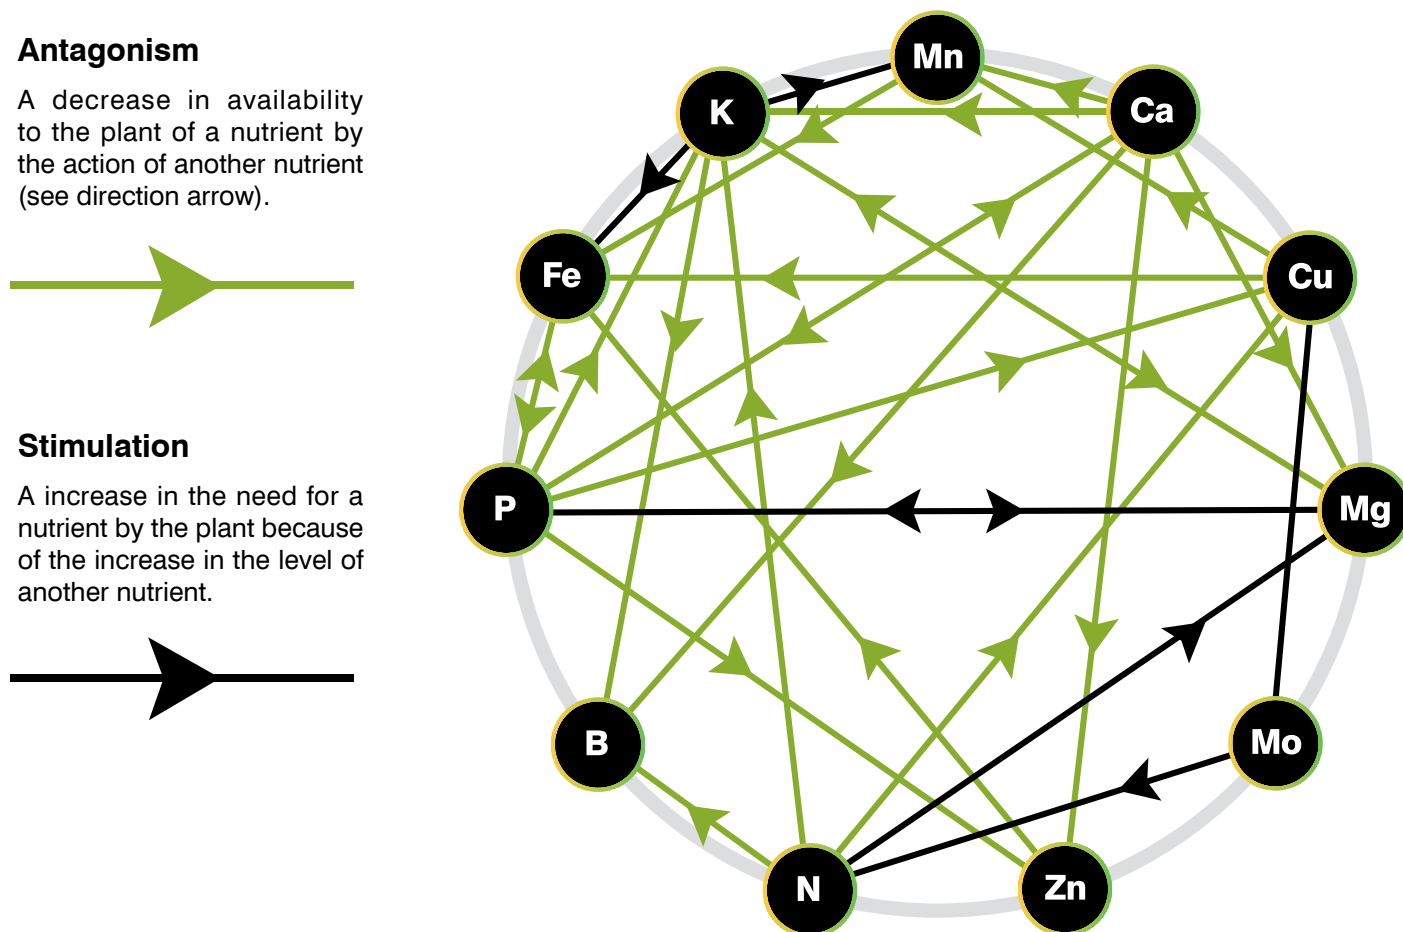 Antagonism
A decrease in availability
to the plant of a nutrient by
the action of another nutrient
(see direction arrow).
Stimulation
A increase in the need for a
nutrient by the plant because
of the increase in the level of
another nutrient.
Mn
K
Ca
Fe
Cu
P
Mg
B
Mo
N
Zn